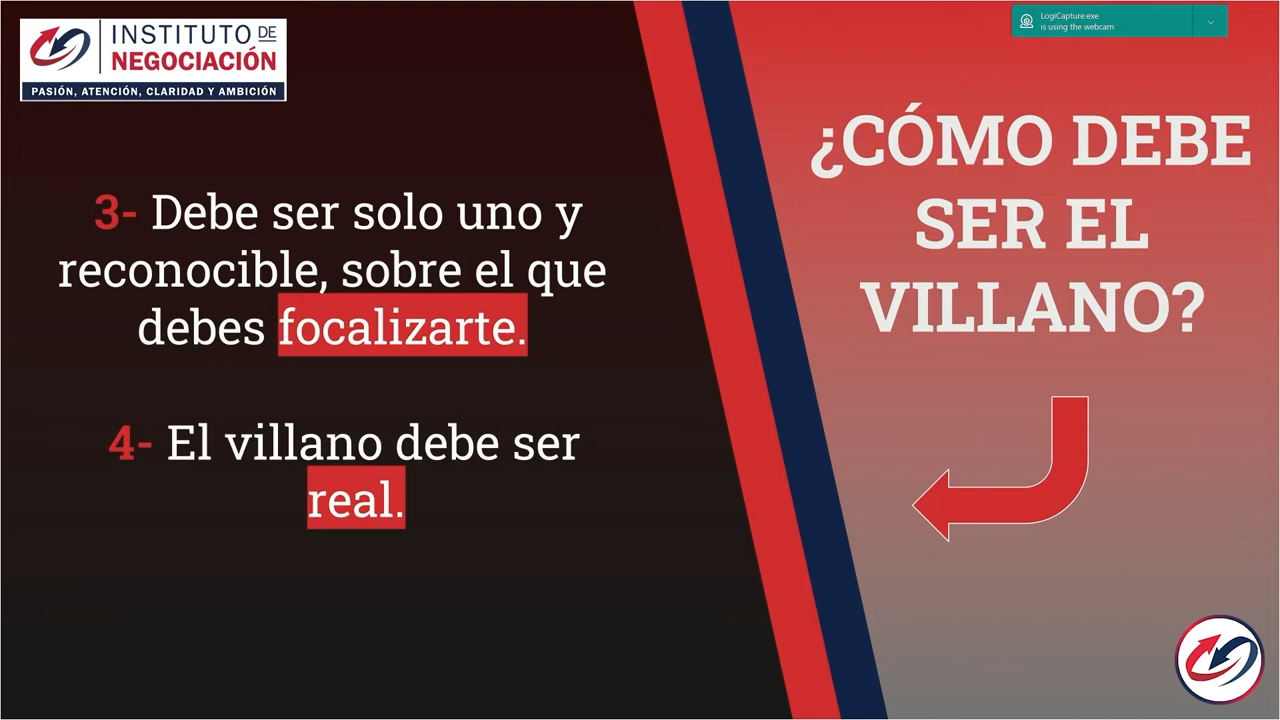 INSTITUTO DE
NEGOCIACIÓN
PASIÓN, ATENCIÓN, CLARIDAD Y AMBICIÓN
LogiCapture.exe
is using the webcam
¿CÓMO DEBE
SER EL
VILLANO?
3- Debe ser solo uno y
reconocible, sobre el que
debes focalizarte.
4- El villano debe ser
real.